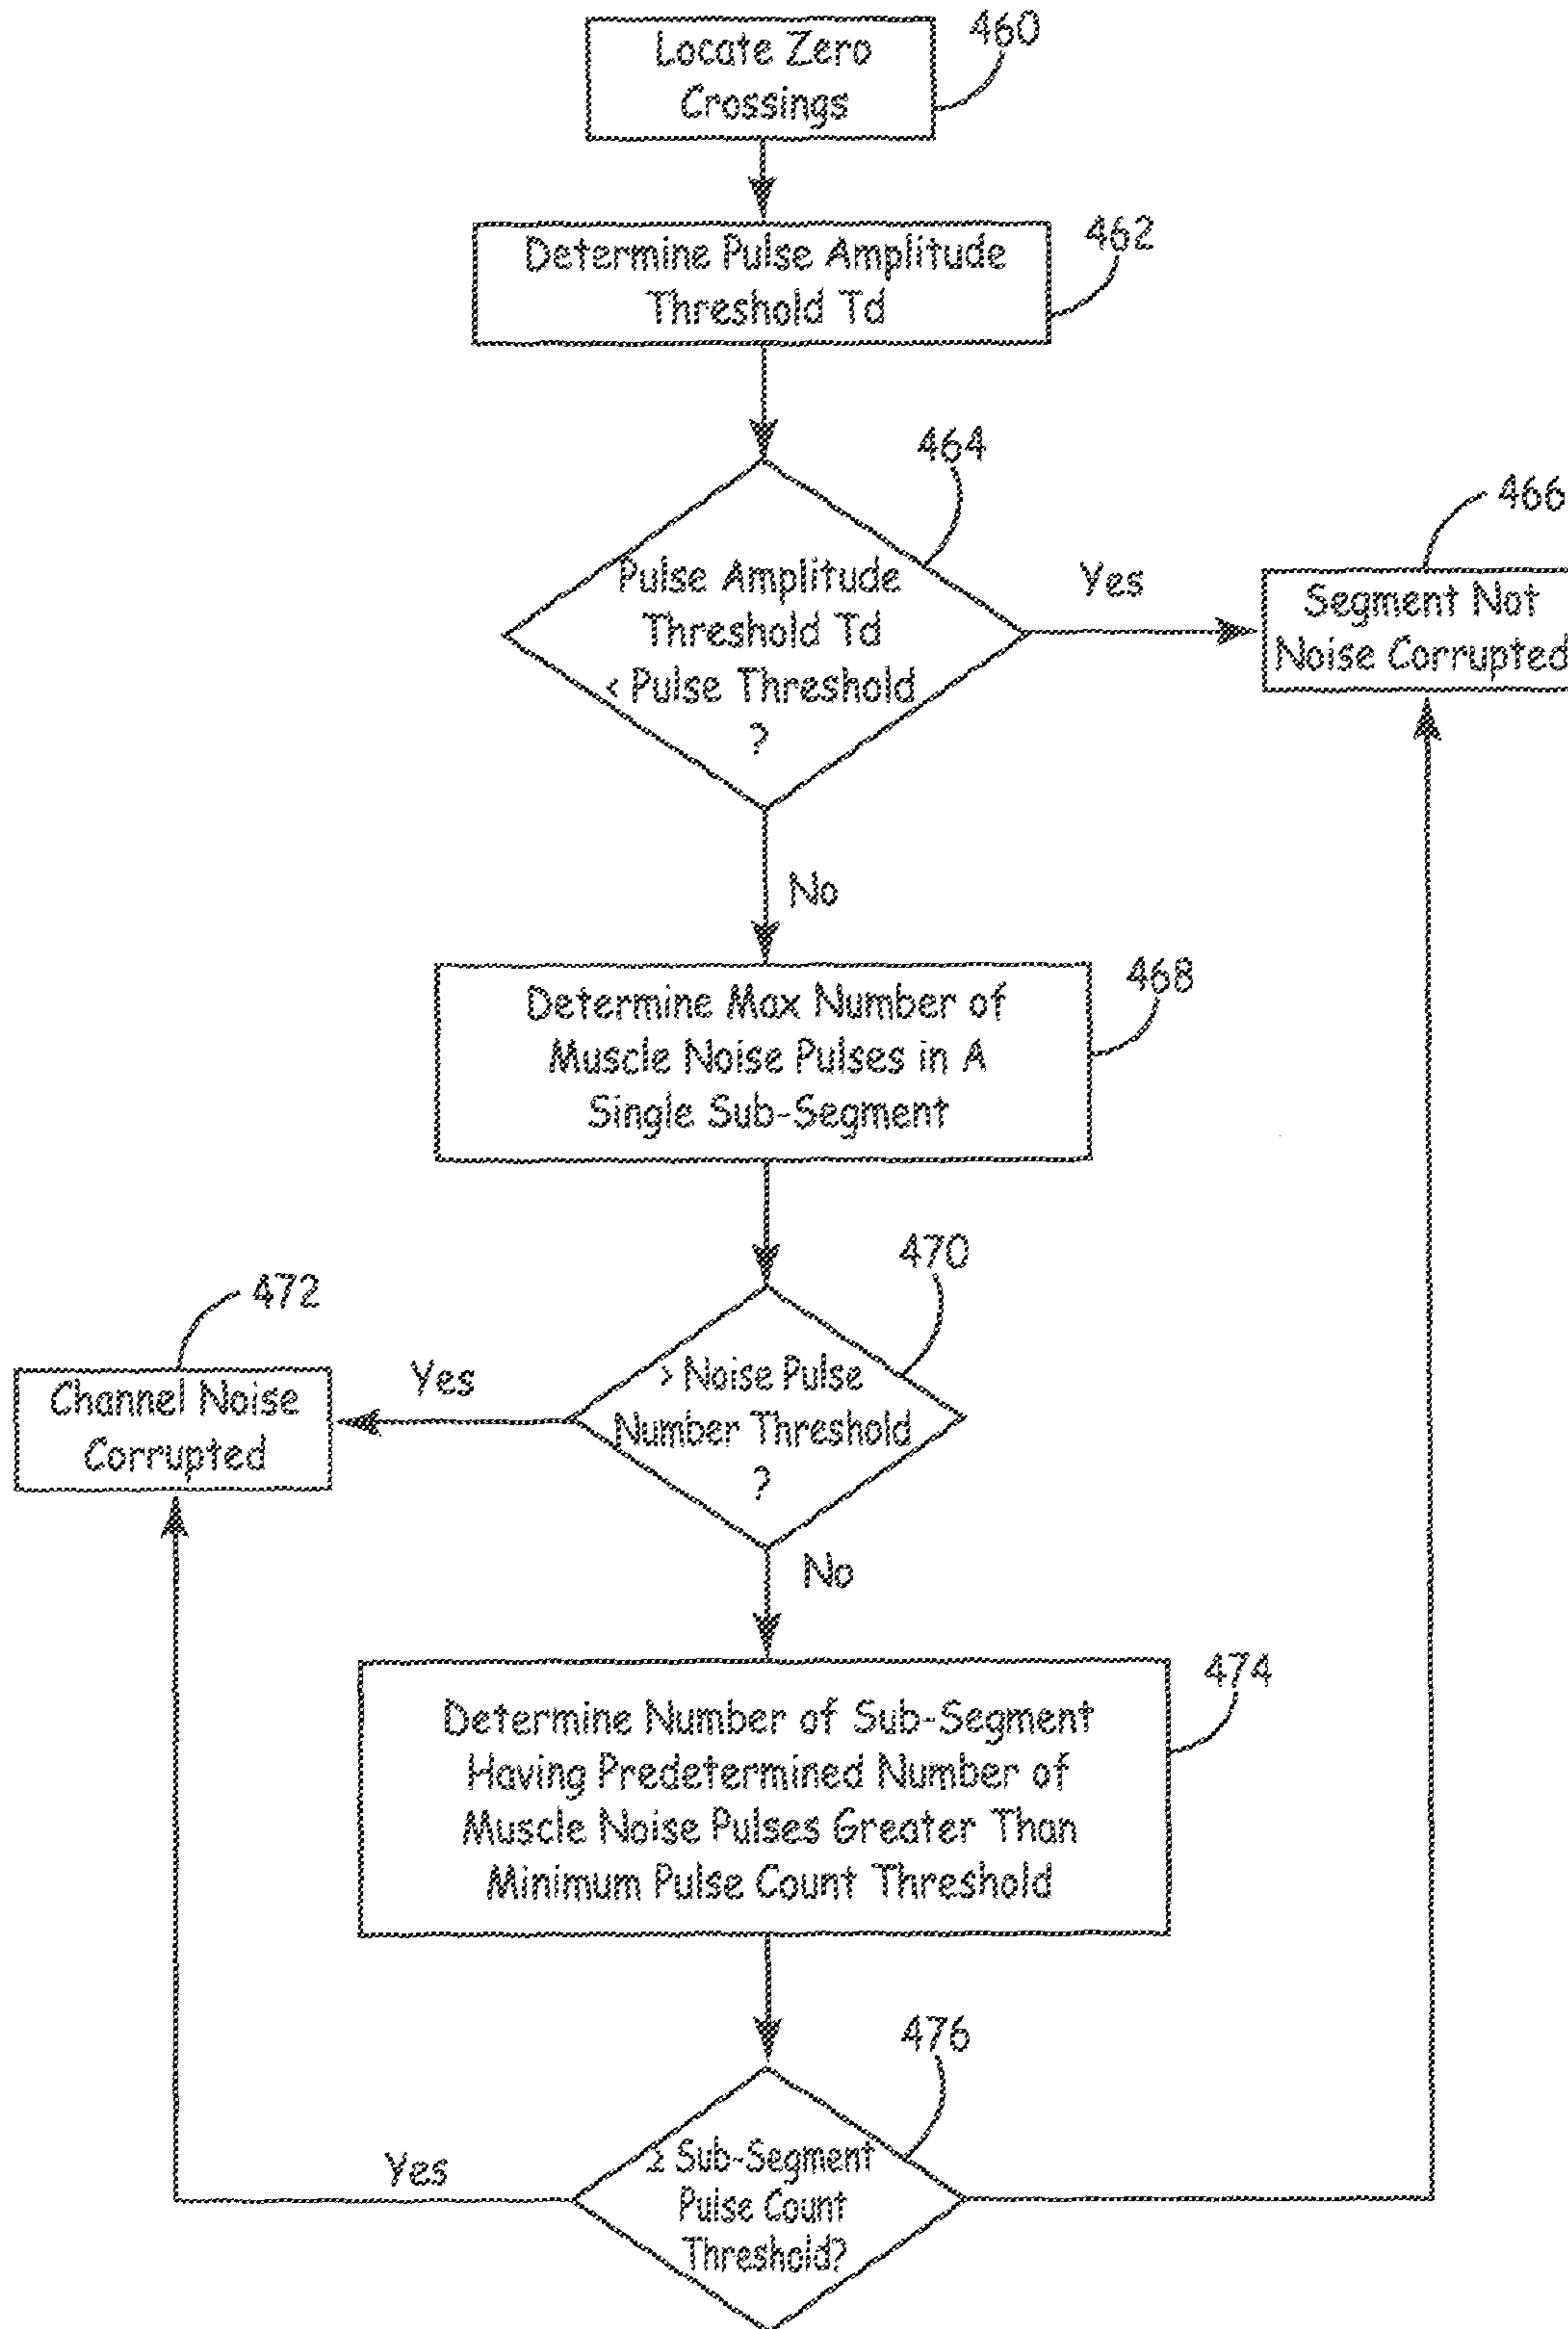 Locate Zero
Crossings
460
Determine Pulse Amplitude
Threshold Td
462
464
Pulse Amplitude
Threshold Td
< Pulse Threshold
?
Yes
466
Segment Not
Noise Corrupted
No
Determine Max Number of
Muscle Noise Pulses in A
Single Sub-Segment
468
470
> Noise Pulse
Number Threshold
?
Yes
472
Channel Noise
Corrupted
No
Determine Number of Sub-Segment
Having Predetermined Number of
Muscle Noise Pulses Greater Than
Minimum Pulse Count Threshold
474
476
≥ Sub-Segment
Pulse Count
Threshold?
Yes